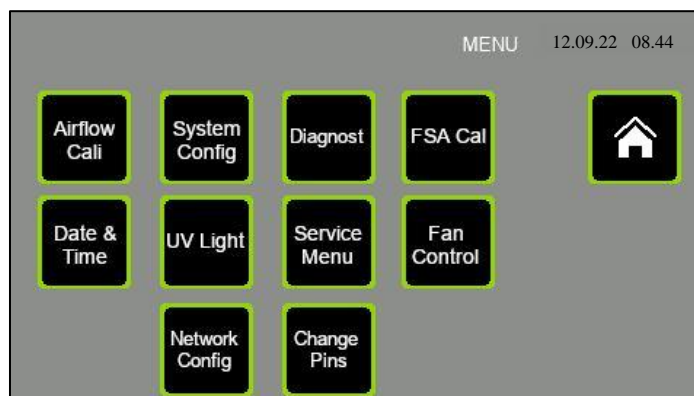 MENU 12.09.22 08.44
Airflow
Cali
System
Config
Diagnost
FSA Cal
Date &
Time
UV Light
Service
Menu
Fan
Control
Network
Config
Change
Pins